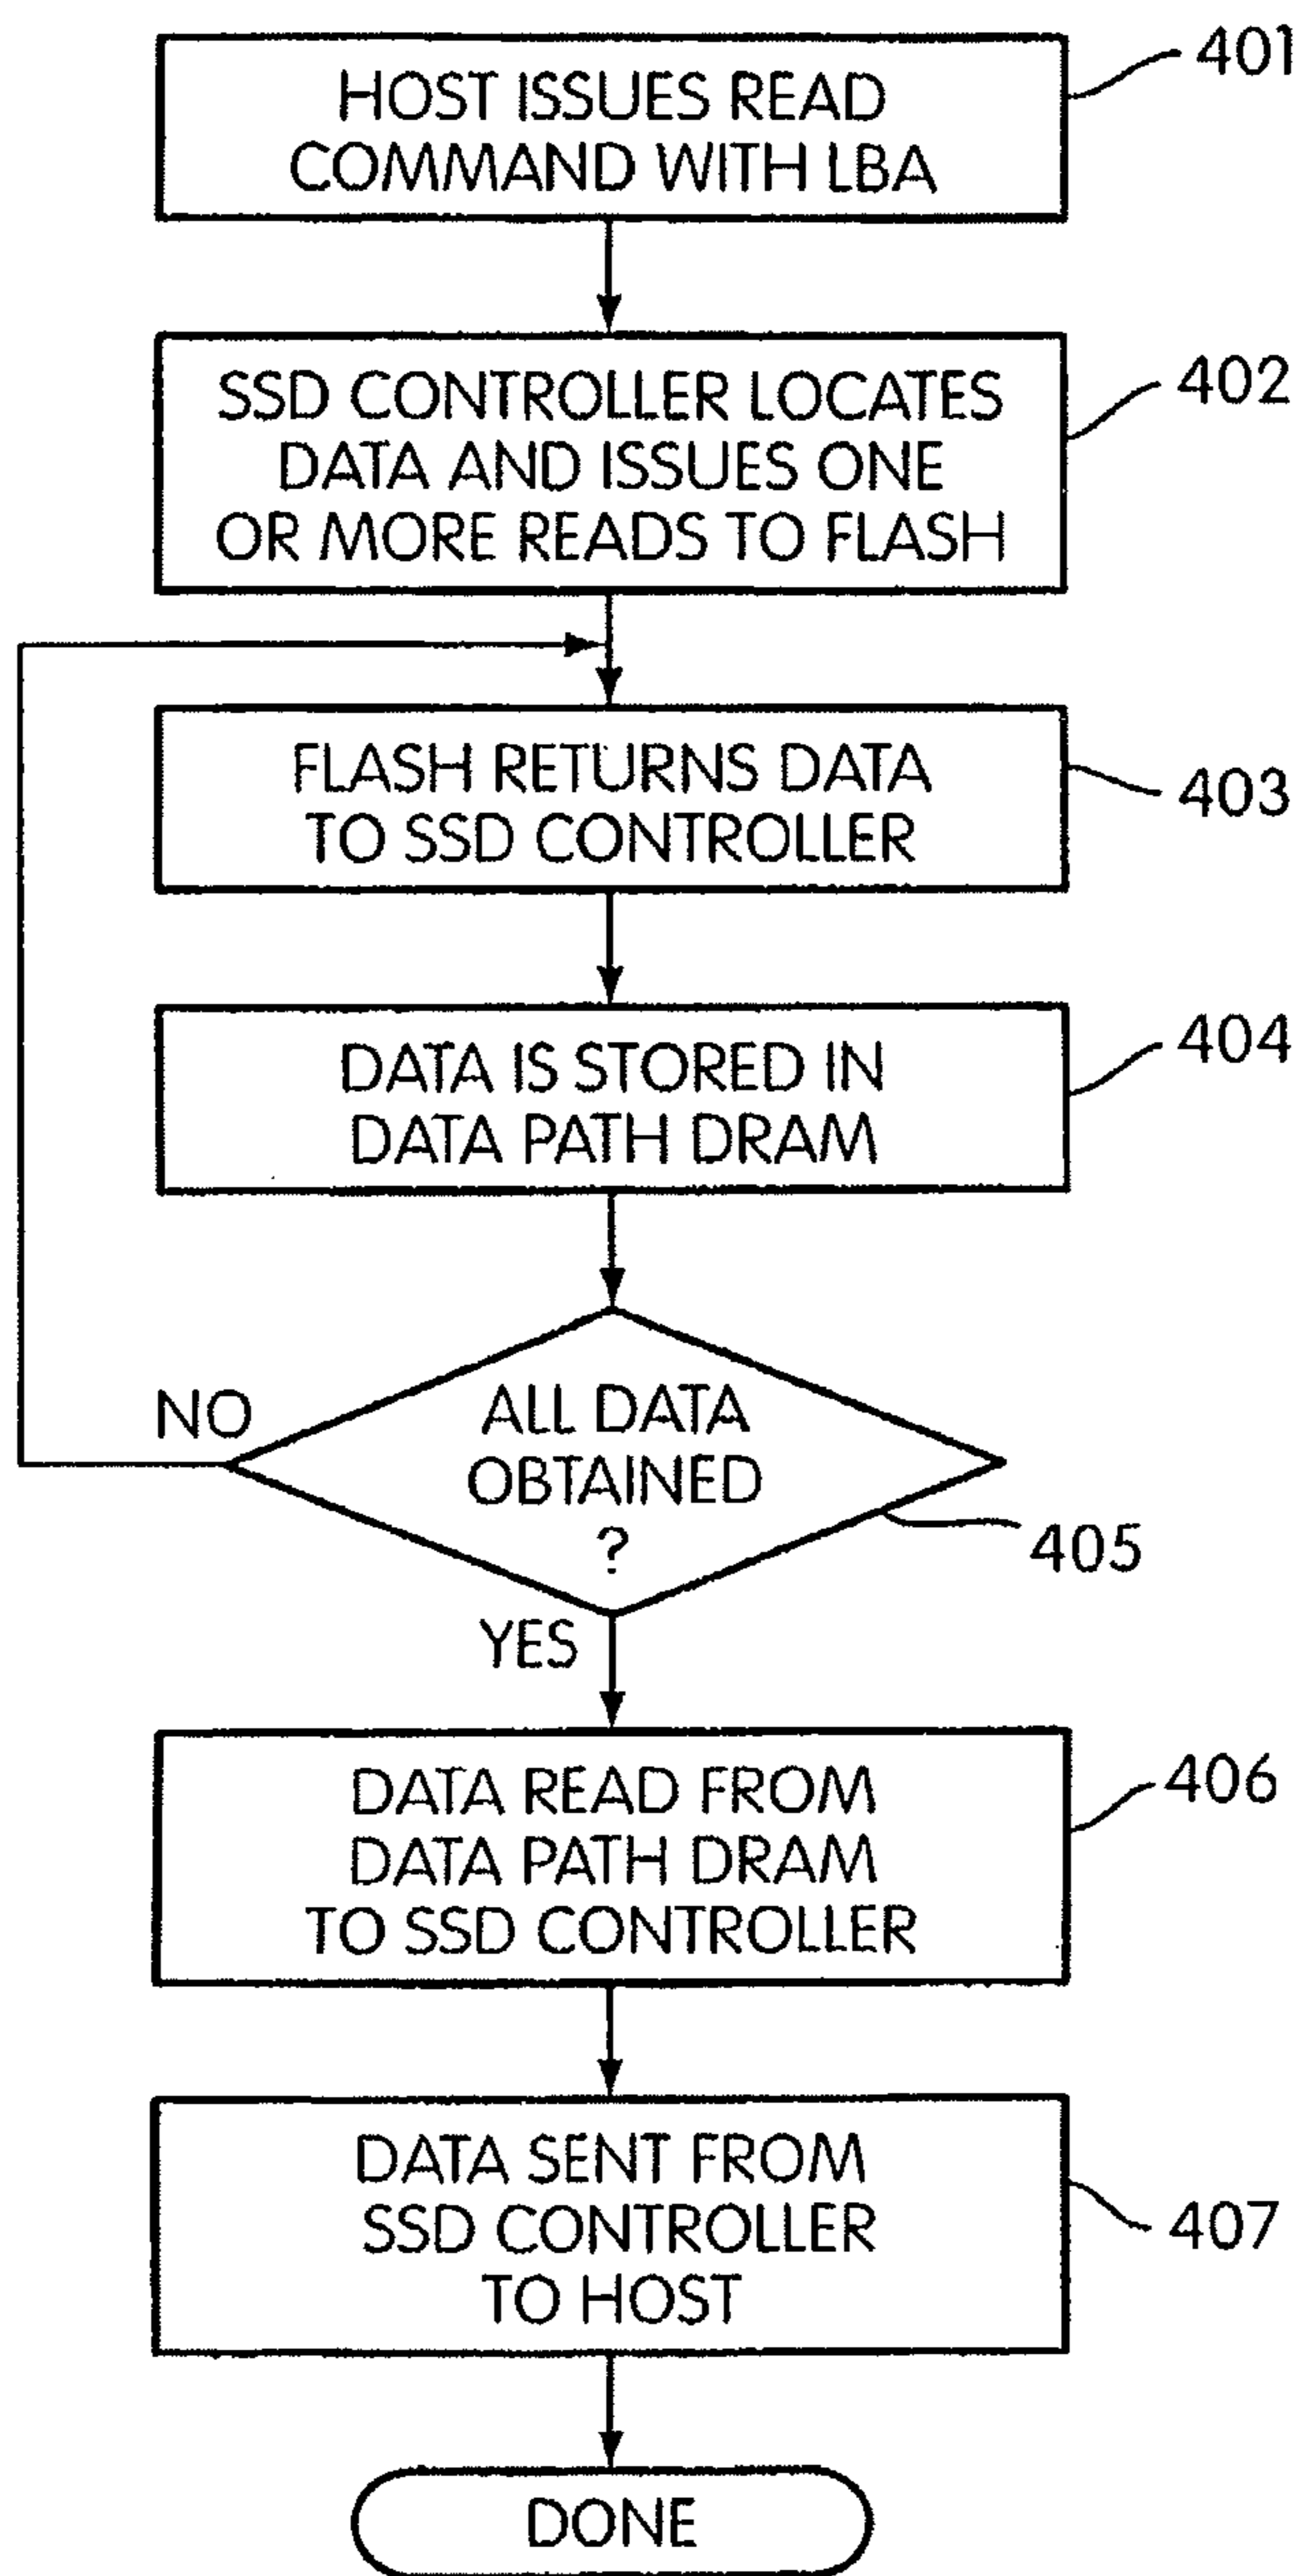 HOST ISSUES READ
COMMAND WITH LBA
401
SSD CONTROLLER LOCATES
DATA AND ISSUES ONE
OR MORE READS TO FLASH
402
FLASH RETURNS DATA
TO SSD CONTROLLER
403
DATA IS STORED IN
DATA PATH DRAM
404
NO
ALL DATA
OBTAINED
?
405
YES
DATA READ FROM
DATA PATH DRAM
TO SSD CONTROLLER
406
DATA SENT FROM
SSD CONTROLLER
TO HOST
407
DONE